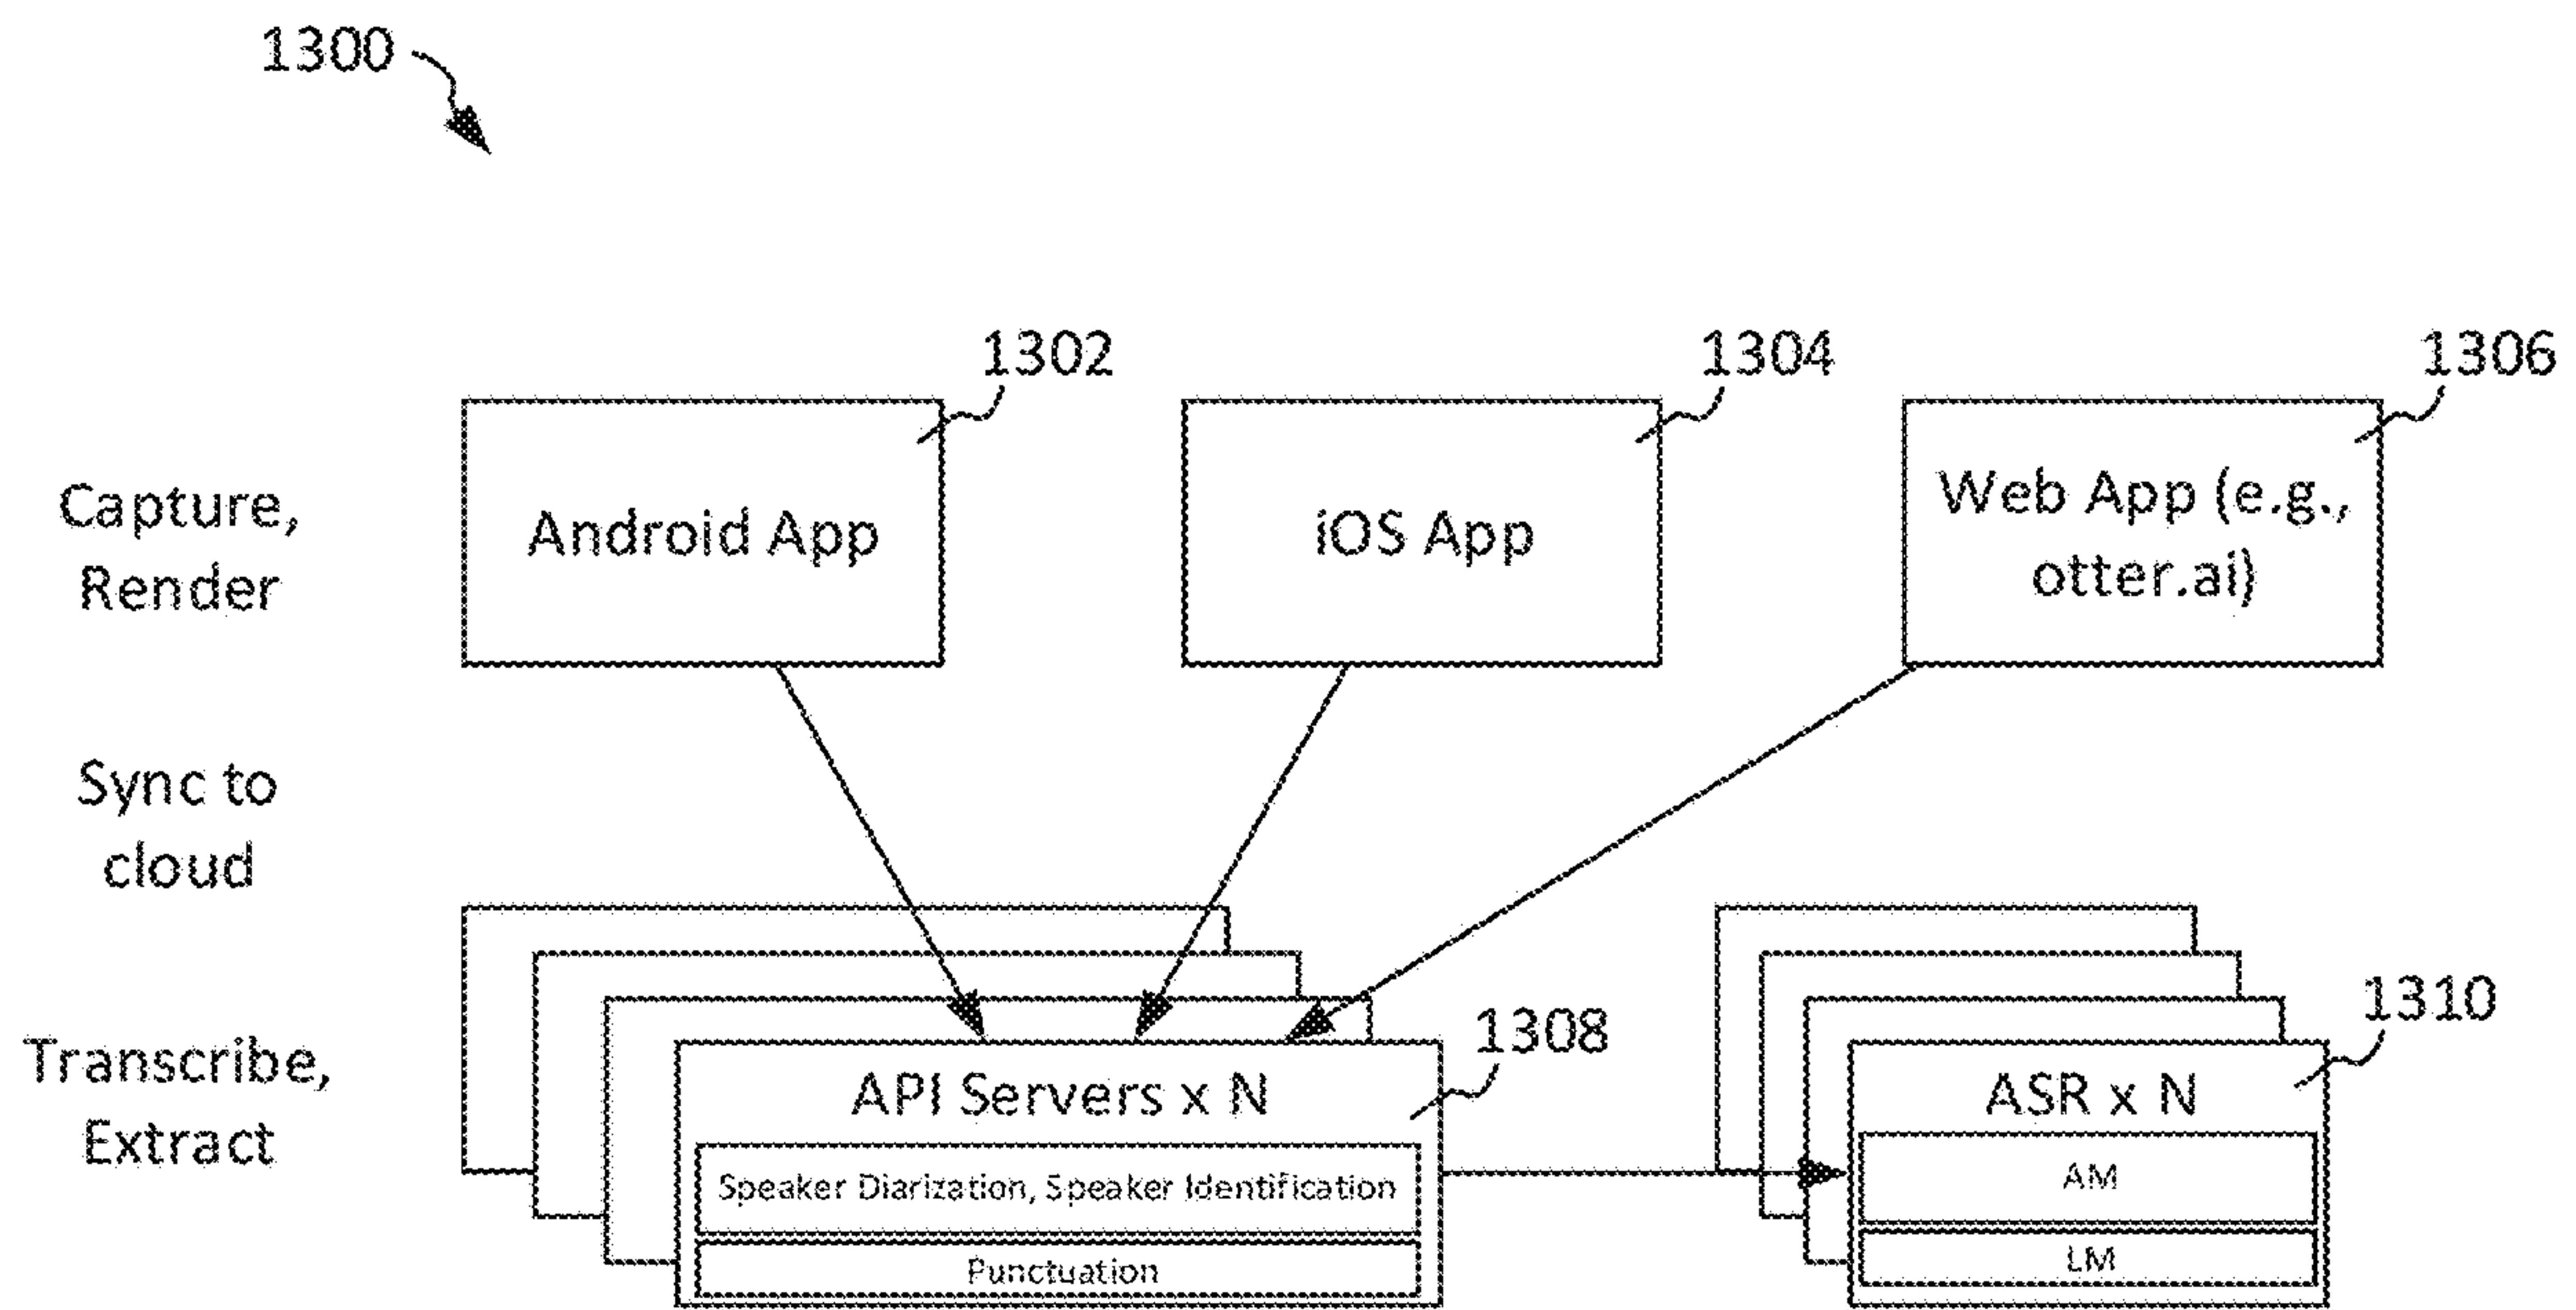 1300
1302
1304
1306
Capture,
Render
Android App
iOS App
Web App (e.g.,
otter.ai)
Sync to
cloud
Transcribe,
Extract
1308
API Servers x N
Speaker Diarization, Speaker Identification
Punctuation
1310
ASR x N
AM
LM